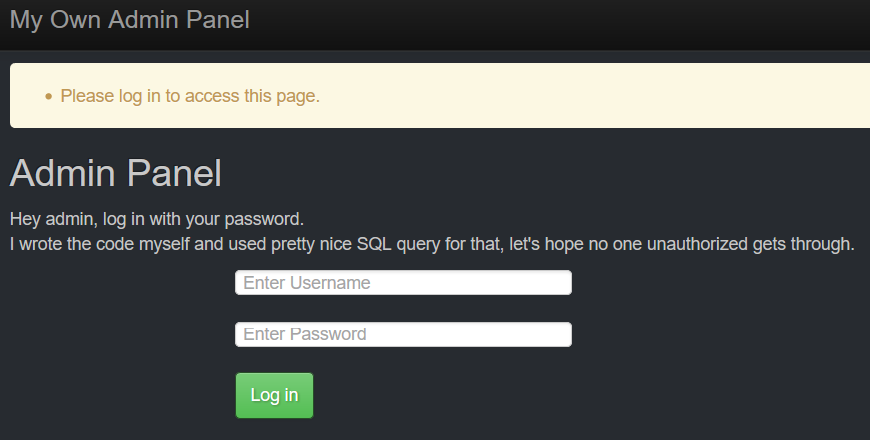 My Own Admin Panel
Please log in to access this page.
Admin Panel
Hey admin, log in with your password.
I wrote the code myself and used pretty nice SQL query for that, let's hope no one unauthorized gets through.
Enter Username
Enter Password
Log in